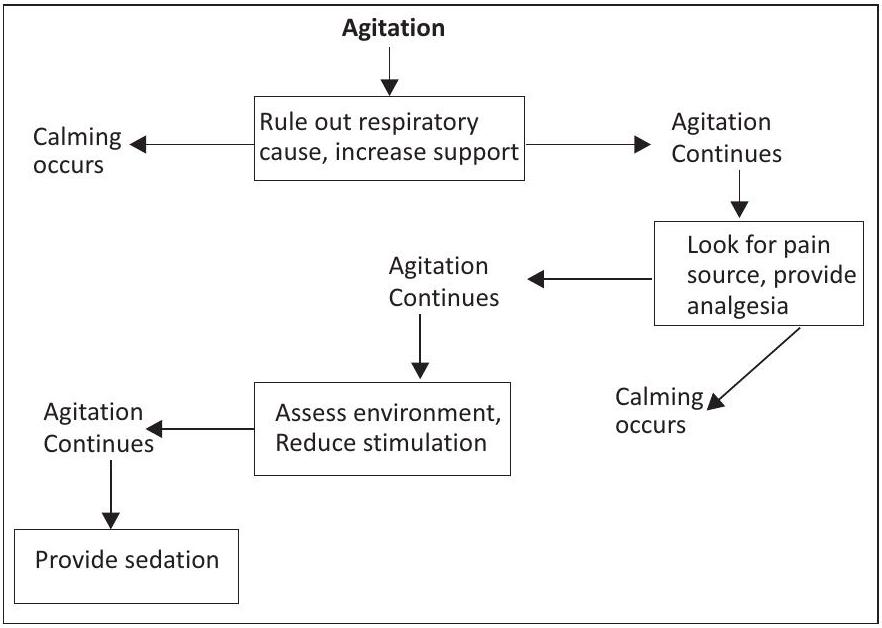 Agitation
Rule out respiratory
cause, increase support
Calming
occurs
Agitation
Continues
Look for pain
source, provide
analgesia
Agitation
Continues
Calming
occurs
Assess environment,
Reduce stimulation
Agitation
Continues
Provide sedation